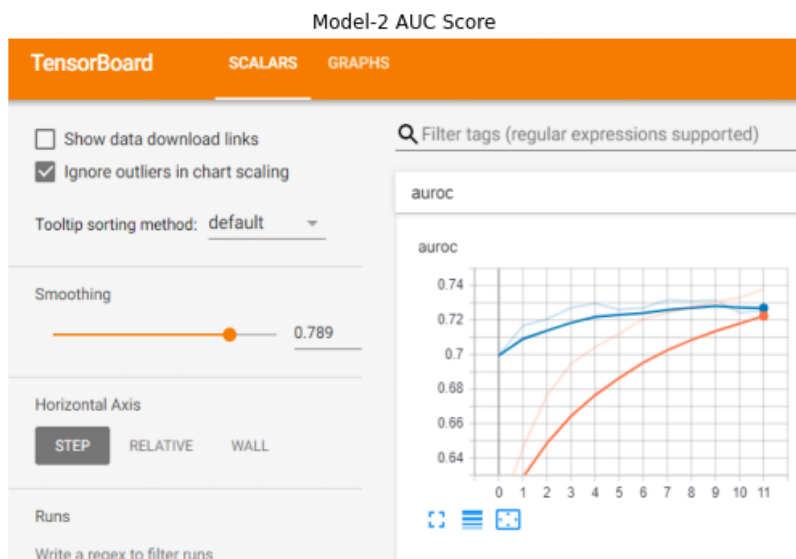 Model-2 AUC Score
TensorBoard SCALARS GRAPHS
Show data download links
Ignore outliers in chart scaling
Tooltip sorting method: default
Smoothing
0.789
Horizontal Axis
STEP RELATIVE WALL
Runs
Write a regex to filter runs
Filter tags (regular expressions supported)
auroc
auroc
0.74
0.72
0.7
0.68
0.66
0.64
0 1 2 3 4 5 6 7 8 9 10 11